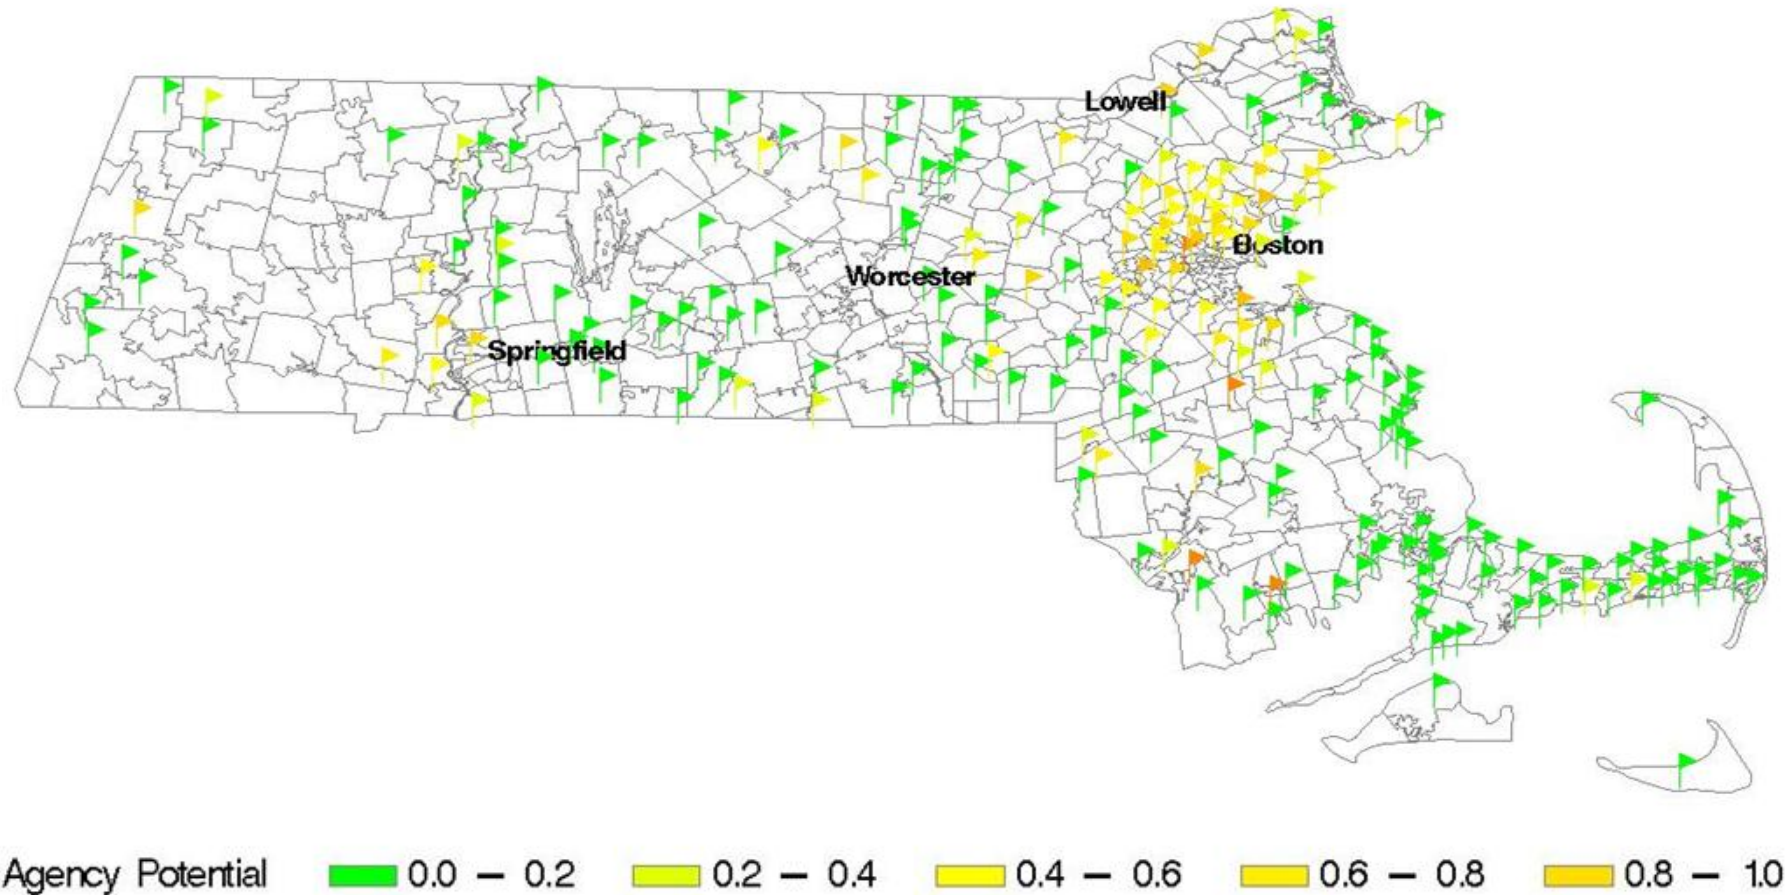 Lowell
Boston
Worcester
Springfield
Agency Potential 0.0 – 0.2 0.2 – 0.4 0.4 – 0.6 0.6 – 0.8 0.8 – 1.0